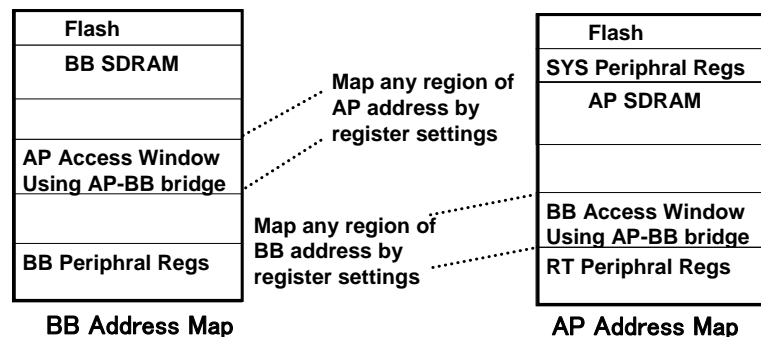 Flash
BB SDRAM
AP Access Window
Using AP-BB bridge
BB Periphral Regs
BB Address Map
Map any region of
AP address by
register settings
Map any region of
BB address by
register settings
Flash
SYS Periphral Regs
AP SDRAM
BB Access Window
Using AP-BB bridge
RT Periphral Regs
AP Address Map